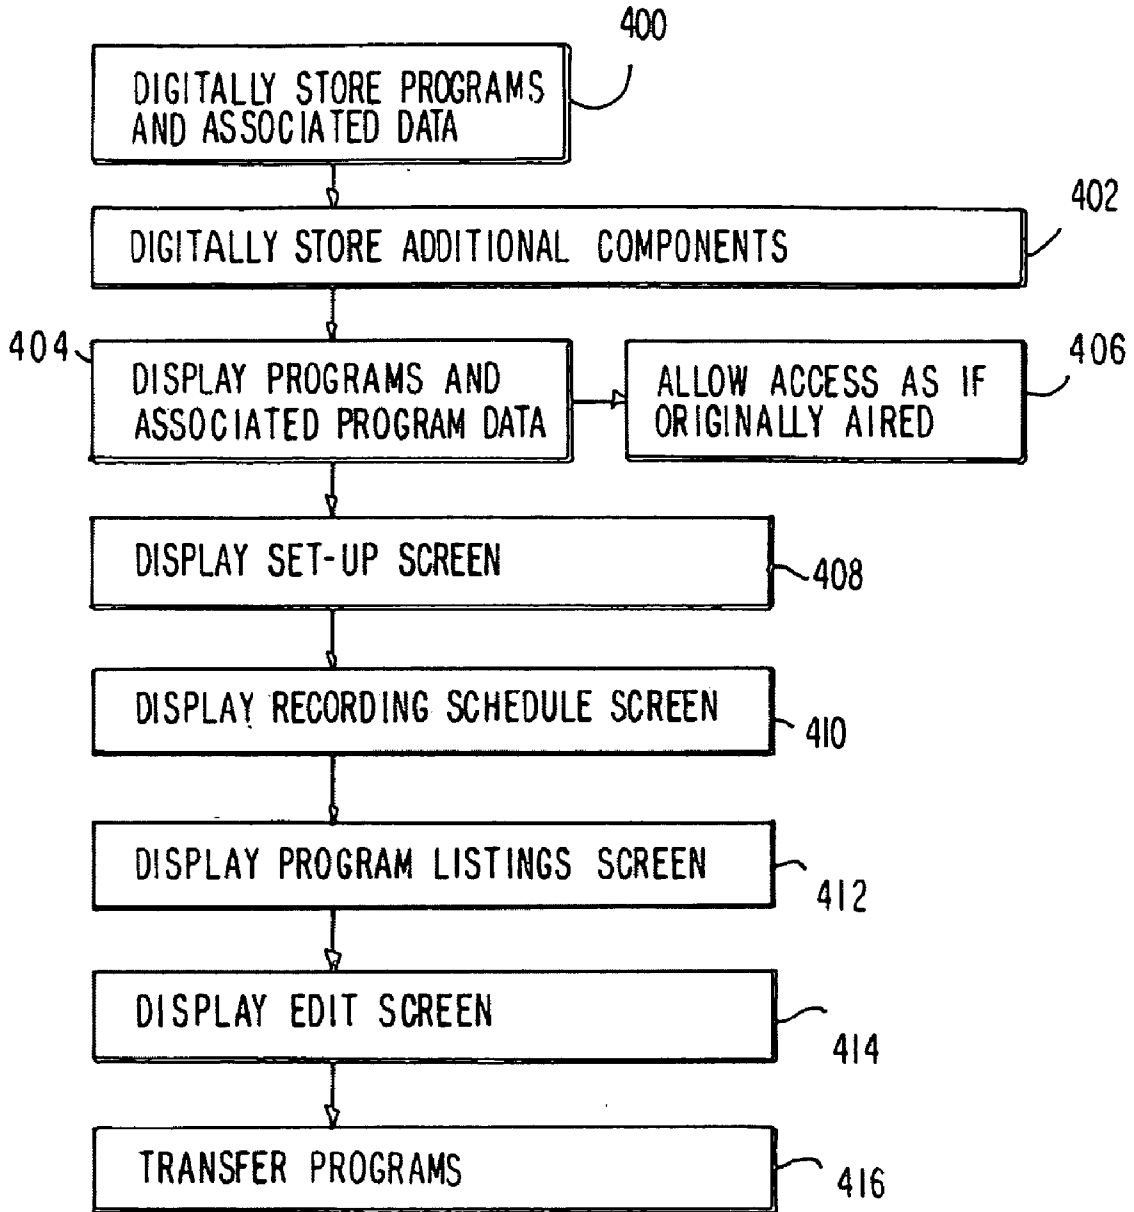 400
DIGITALLY STORE PROGRAMS
AND ASSOCIATED DATA
402
DIGITALLY STORE ADDITIONAL COMPONENTS
404
DISPLAY PROGRAMS AND
ASSOCIATED PROGRAM DATA
406
ALLOW ACCESS AS IF
ORIGINALLY AIRED
DISPLAY SET-UP SCREEN
408
DISPLAY RECORDING SCHEDULE SCREEN
410
DISPLAY PROGRAM LISTINGS SCREEN
412
DISPLAY EDIT SCREEN
414
TRANSFER PROGRAMS
416